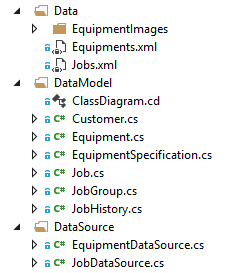 Data
EquipmentImages
Equipments.xml
Jobs.xml
DataModel
ClassDiagram.cd
C# Customer.cs
C# Equipment.cs
C# EquipmentSpecification.cs
C# Job.cs
C# JobGroup.cs
C# JobHistory.cs
DataSource
C# EquipmentDataSource.cs
C# JobDataSource.cs